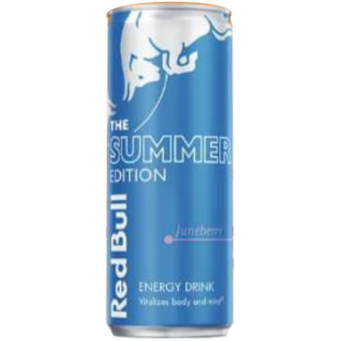 THE
SUMMER
EDITION
Juneberry
Red Bull
ENERGY DRINK
Vitalizes body and mind®